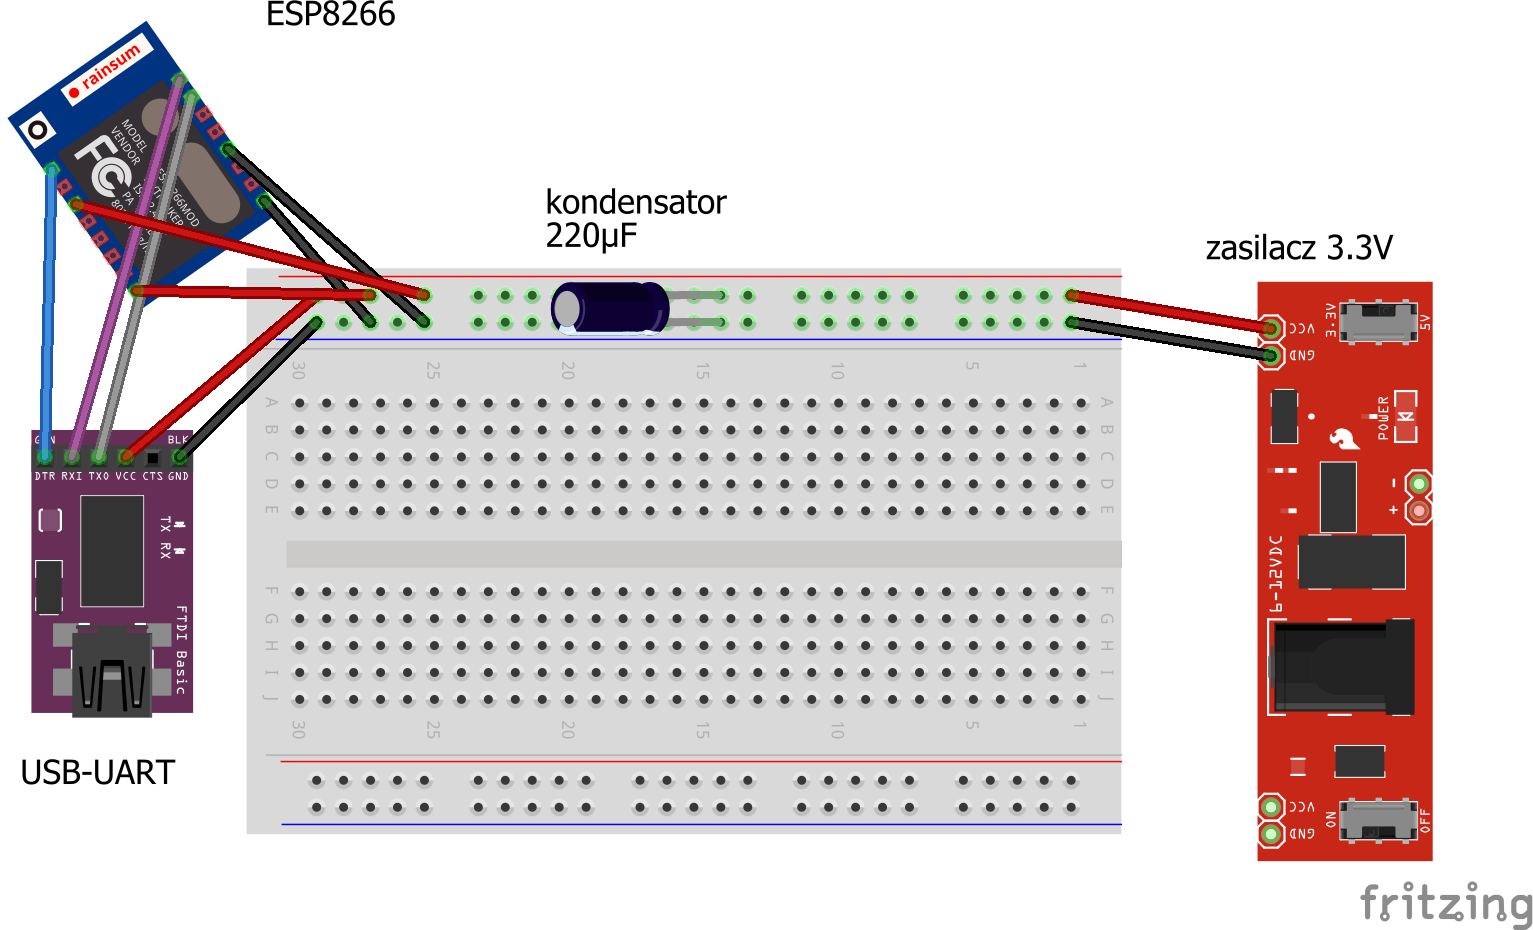 ESP8266
rainsum
MODEL
VENDOR
FC
PA
kondensator
220µF
zasilacz 3.3V
3.3V
5V
VCC
GND
POWER
-
+
6-12VDC
VCC
GND
ON
OFF
30 25 20 15 10 5 1
A A
B B
C C
D D
E E
F F
G G
H H
I I
J J
30 25 20 15 10 5 1
BLK
DTR RXI TXO VCC CTS GND
TX
RX
FTDI Basic
USB-UART
fritzing